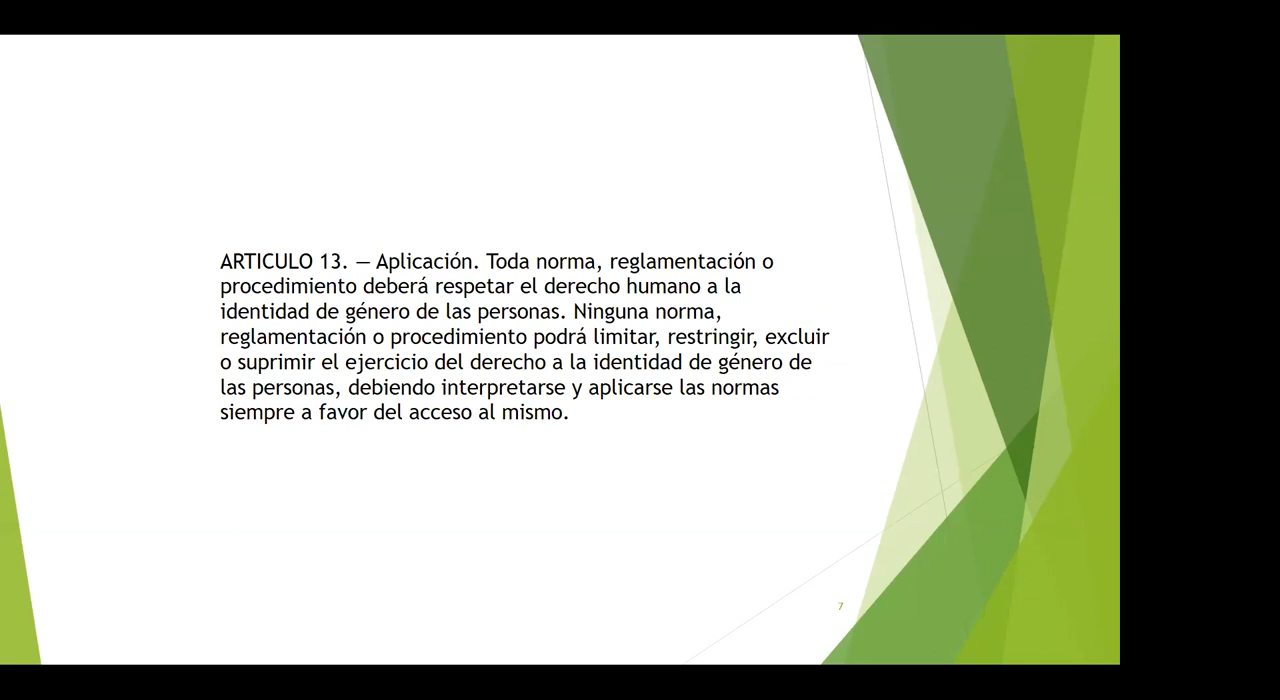 ARTICULO 13. — Aplicación. Toda norma, reglamentación o
procedimiento deberá respetar el derecho humano a la
identidad de género de las personas. Ninguna norma,
reglamentación o procedimiento podrá limitar, restringir, excluir
o suprimir el ejercicio del derecho a la identidad de género de
las personas, debiendo interpretarse y aplicarse las normas
siempre a favor del acceso al mismo.
7